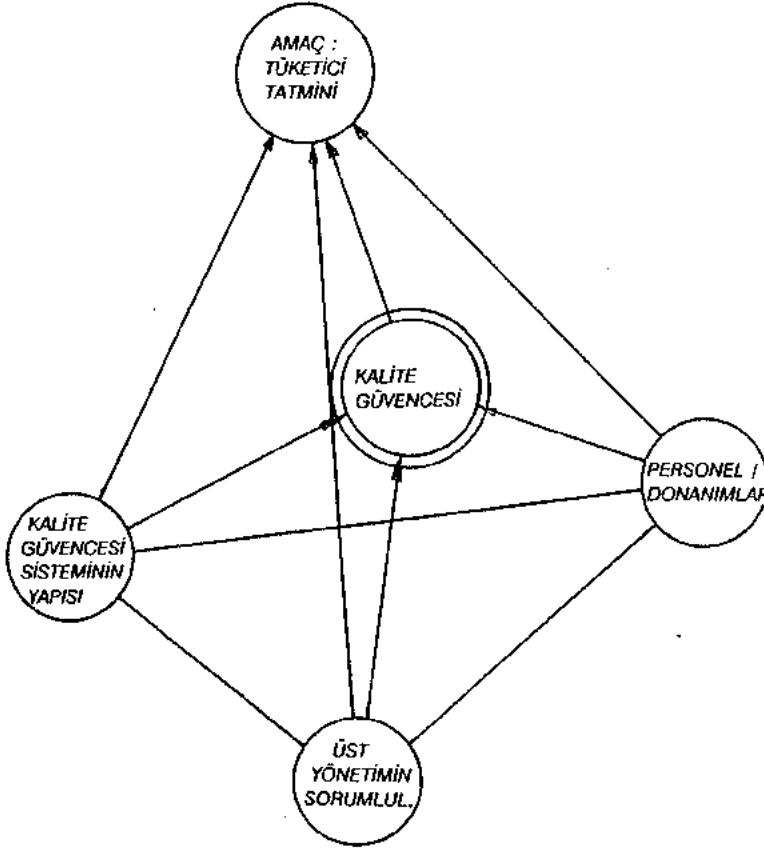 AMAÇ :
TÜKETİCİ
TATMİNİ
KALİTE
GÜVENCESİ
PERSONEL /
DONANIMLAR
KALİTE
GÜVENCESİ
SİSTEMİNİN
YAPISI
ÜST
YÖNETİMİN
SORUMLUL.